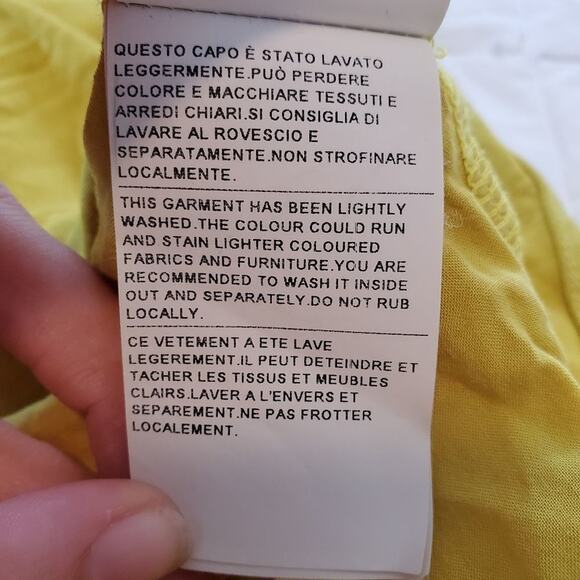 QUESTO CAPO È STATO LAVATO
LEGGERMENTE.PUÒ PERDERE
COLORE E MACCHIARE TESSUTI E
ARREDI CHIARI.SI CONSIGLIA DI
LAVARE AL ROVESCIO E
SEPARATAMENTE.NON STROFINARE
LOCALMENTE.
THIS GARMENT HAS BEEN LIGHTLY
WASHED.THE COLOUR COULD RUN
AND STAIN LIGHTER COLOURED
FABRICS AND FURNITURE.YOU ARE
RECOMMENDED TO WASH IT INSIDE
OUT AND SEPARATELY.DO NOT RUB
LOCALLY.
CE VETEMENT A ETE LAVE
LEGEREMENT.IL PEUT DETEINDRE ET
TACHER LES TISSUS ET MEUBLES
CLAIRS.LAVER A L'ENVERS ET
SEPAREMENT.NE PAS FROTTER
LOCALEMENT.